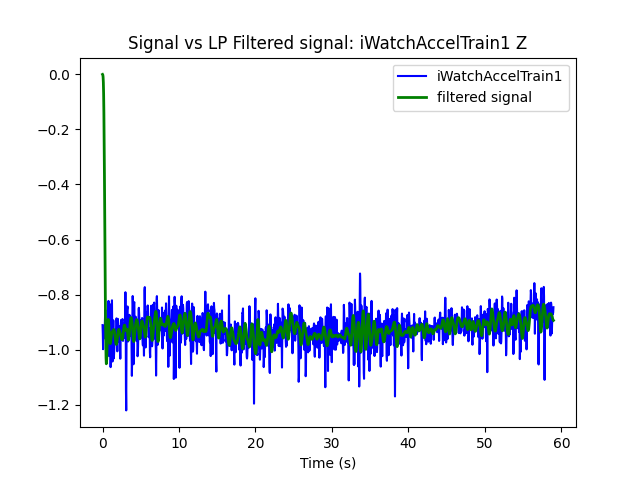 Signal vs LP Filtered signal: iWatchAccelTrain1 Z
iWatchAccelTrain1
filtered signal
0.0
−0.2
−0.4
−0.6
−0.8
−1.0
−1.2
0 10 20 30 40 50 60
Time (s)